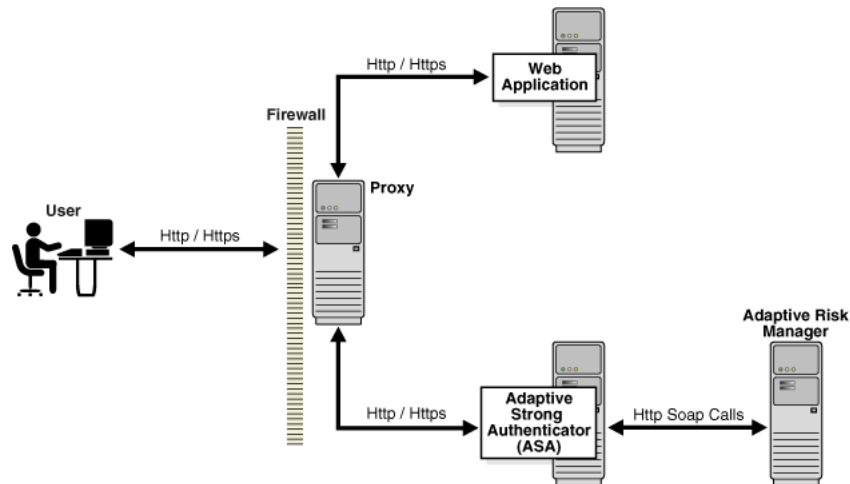 Http / Https
Web
Application
Firewall
Proxy
User
Http / Https
Adaptive Risk
Manager
Http / Https
Adaptive
Strong
Authenticator
(ASA)
Http Soap Calls